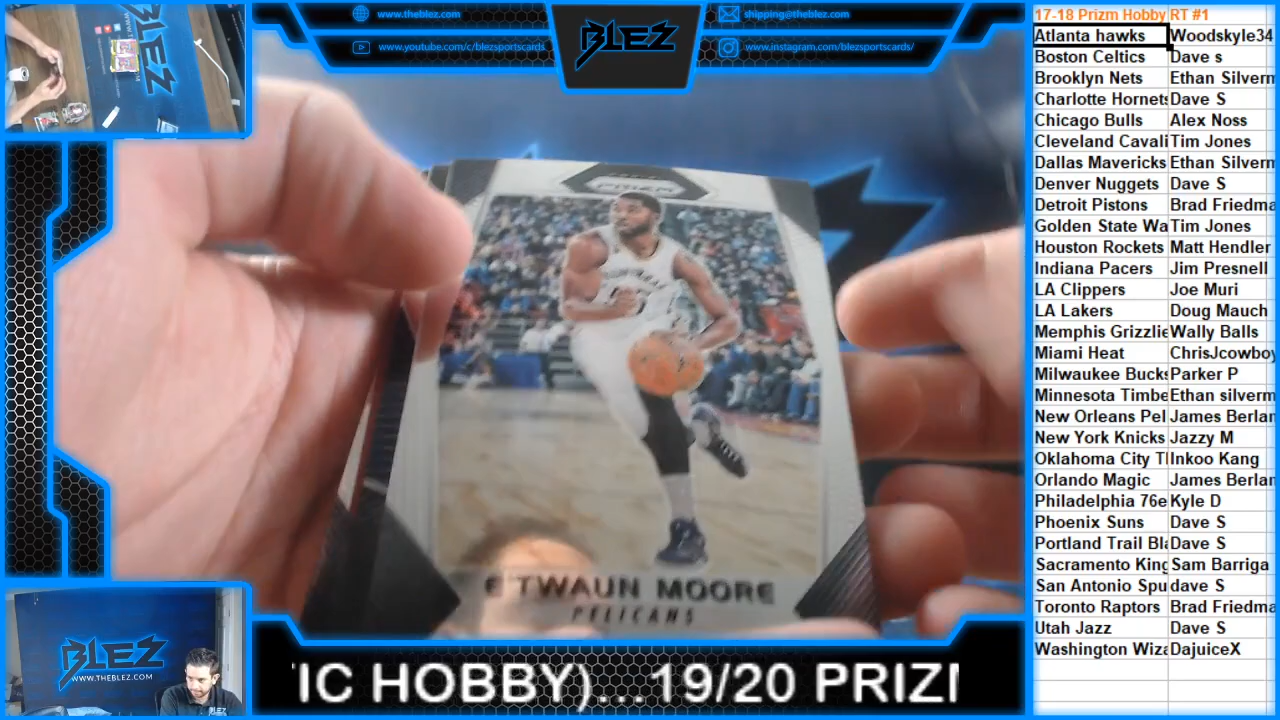 www.theblez.com
www.youtube.com/c/blezsportscards
BLEZ
shipping@theblez.com
www.instagram.com/blezsportscards/
BLEZ
PRIZM
E'TWAUN MOORE
PELICANS
BLEZ
WWW.THEBLEZ.COM
TIC HOBBY)...19/20 PRIZI
17-18 Prizm Hobby RT #1
Atlanta hawks Woodskyle34
Boston Celtics Dave s
Brooklyn Nets Ethan Silverm
Charlotte Hornets Dave S
Chicago Bulls Alex Noss
Cleveland Cavali Tim Jones
Dallas Mavericks Ethan Silverm
Denver Nuggets Dave S
Detroit Pistons Brad Friedma
Golden State Wa Tim Jones
Houston Rockets Matt Hendler
Indiana Pacers Jim Presnell
LA Clippers Joe Muri
LA Lakers Doug Mauch
Memphis Grizzlie Wally Balls
Miami Heat ChrisJcowboy
Milwaukee Bucks Parker P
Minnesota Timbe Ethan silverm
New Orleans Pel James Berlan
New York Knicks Jazzy M
Oklahoma City T Inkoo Kang
Orlando Magic James Berlan
Philadelphia 76e Kyle D
Phoenix Suns Dave S
Portland Trail Bla Dave S
Sacramento King Sam Barriga
San Antonio Spu dave S
Toronto Raptors Brad Friedma
Utah Jazz Dave S
Washington Wiza DajuiceX